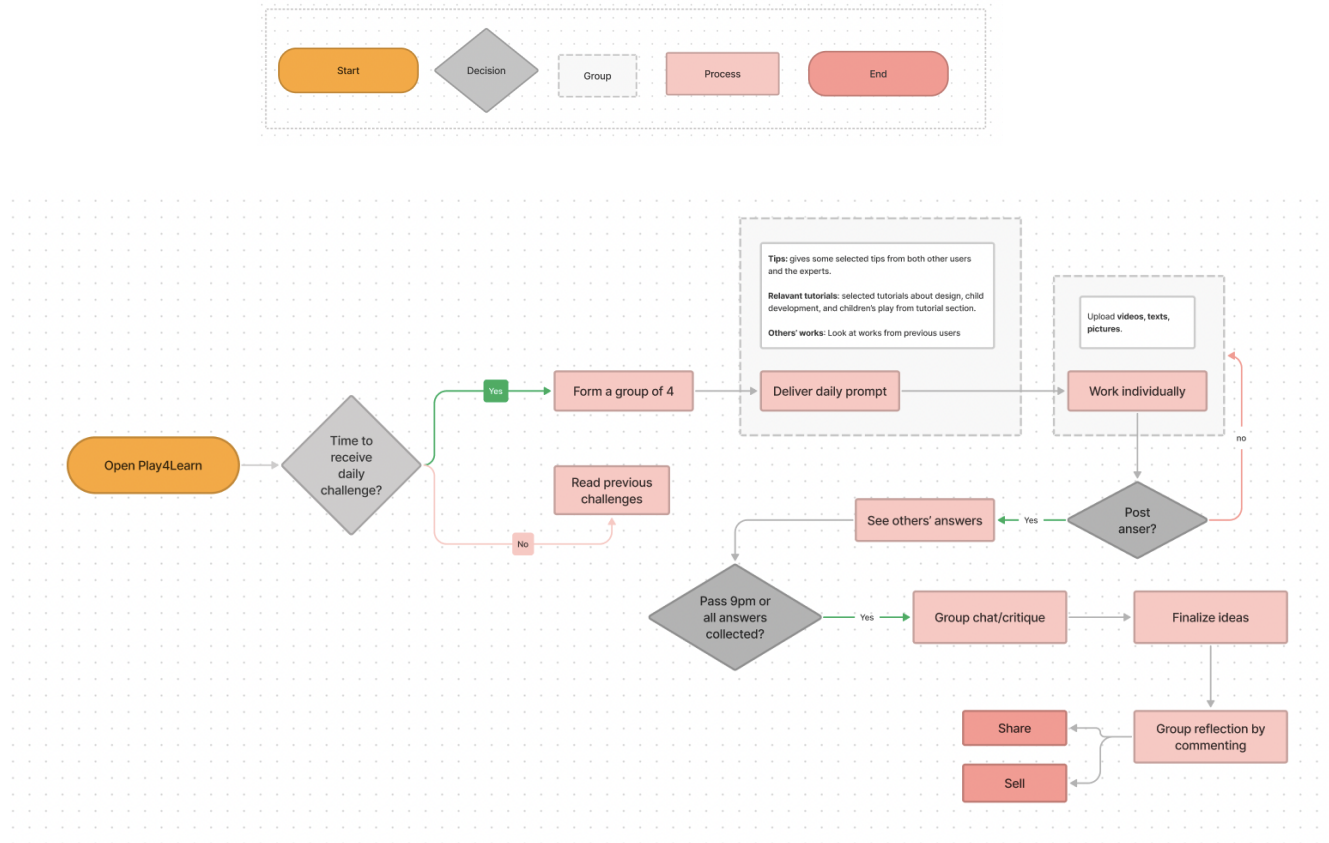 Start
Decision
Group
Process
End
Tips: gives some selected tips from both other users
and the experts.
Relavant tutorials: selected tutorials about design, child
development, and children's play from tutorial section.
Others' works: Look at works from previous users
Upload videos, texts,
pictures.
Yes
Form a group of 4
Deliver daily prompt
Work individually
no
Open Play4Learn
Time to
receive
daily
challenge?
Read previous
challenges
No
See others' answers
Yes
Post
anser?
Pass 9pm or
all answers
collected?
Yes
Group chat/critique
Finalize ideas
Share
Group reflection by
commenting
Sell